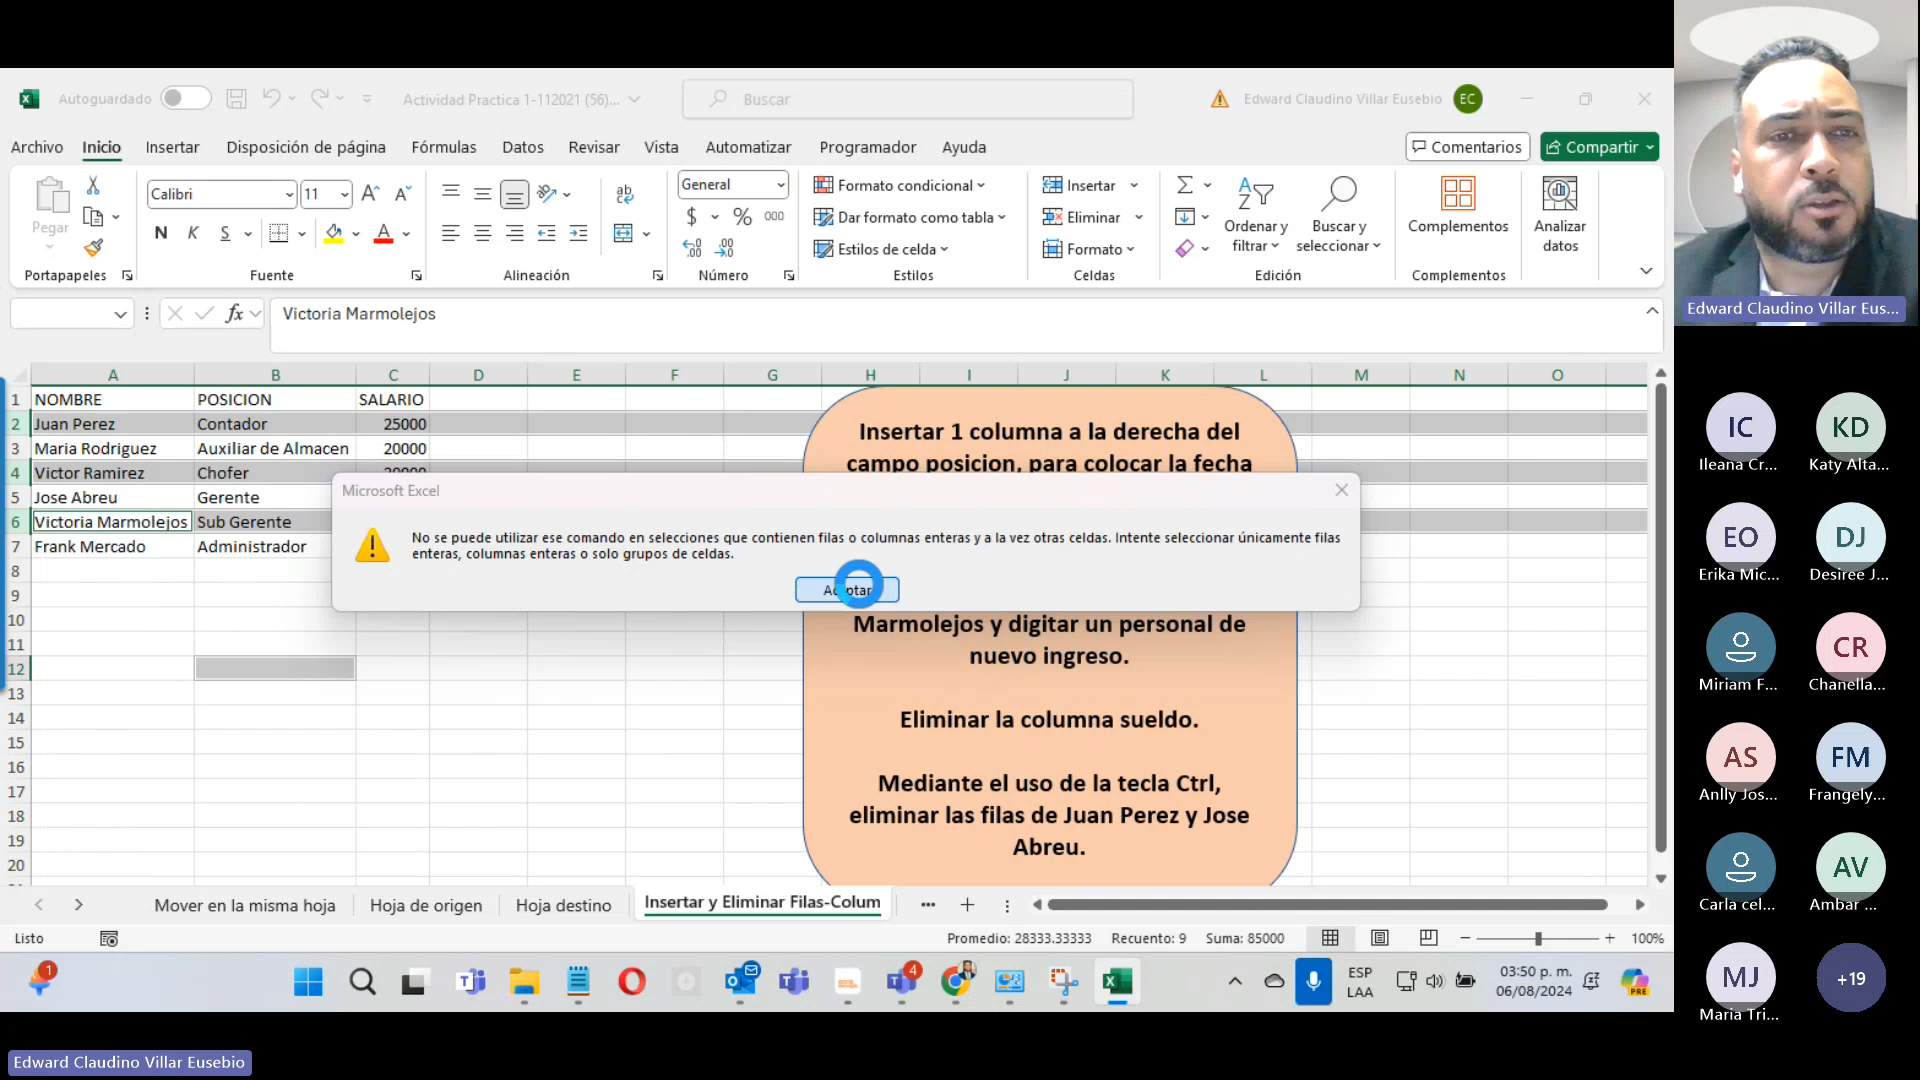 Autoguardado
Actividad Practica 1-112021 (56)...
Buscar
Edward Claudino Villar Eusebio
EC
Archivo
Inicio
Insertar
Disposición de página
Fórmulas
Datos
Revisar
Vista
Automatizar
Programador
Ayuda
Comentarios
Compartir
Pegar
Portapapeles
Calibri
11
N K S
Fuente
Alineación
General
$ % 000
Número
Formato condicional
Dar formato como tabla
Estilos de celda
Estilos
Insertar
Eliminar
Formato
Celdas
Ordenar y
filtrar
Buscar y
seleccionar
Edición
Complementos
Complementos
Analizar
datos
fx
Victoria Marmolejos
A B C D E F G H I J K L M N O
1 NOMBRE POSICION SALARIO
2 Juan Perez Contador 25000
3 Maria Rodriguez Auxiliar de Almacen 20000
4 Victor Ramirez Chofer
5 Jose Abreu Gerente
6 Victoria Marmolejos Sub Gerente
7 Frank Mercado Administrador
8
9
10
11
12
13
14
15
16
17
18
19
20
Insertar 1 columna a la derecha del
campo posicion, para colocar la fecha
Microsoft Excel
No se puede utilizar ese comando en selecciones que contienen filas o columnas enteras y a la vez otras celdas. Intente seleccionar únicamente filas
enteras, columnas enteras o solo grupos de celdas.
Aceptar
Marmolejos y digitar un personal de
nuevo ingreso.
Eliminar la columna sueldo.
Mediante el uso de la tecla Ctrl,
eliminar las filas de Juan Perez y Jose
Abreu.
Mover en la misma hoja
Hoja de origen
Hoja destino
Insertar y Eliminar Filas-Colum
Listo
Promedio: 28333.33333
Recuento: 9
Suma: 85000
100%
1
4
ESP
LAA
03:50 p. m.
06/08/2024
PRE
Edward Claudino Villar Eus...
IC
Ileana Cr...
KD
Katy Alta...
EO
Erika Mic...
DJ
Desiree J...
Miriam F...
CR
Chanella...
AS
Anlly Jos...
FM
Frangely...
Carla cel...
AV
Ambar ...
MJ
Maria Tri...
+19
Edward Claudino Villar Eusebio